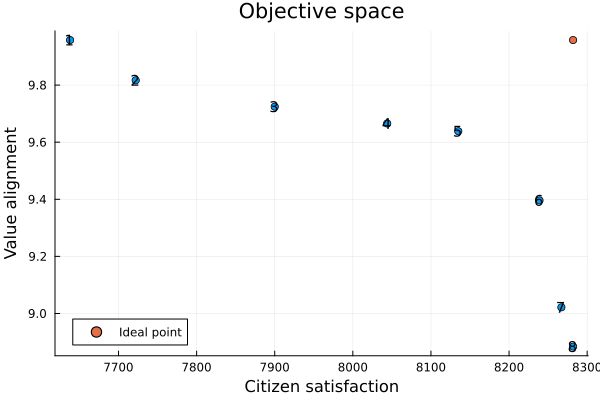 Objective space
Value alignment
9.8
9.6
9.4
9.2
9.0
1
2
3
4
5
6
7
8
Ideal point
7700 7800 7900 8000 8100 8200 8300
Citizen satisfaction